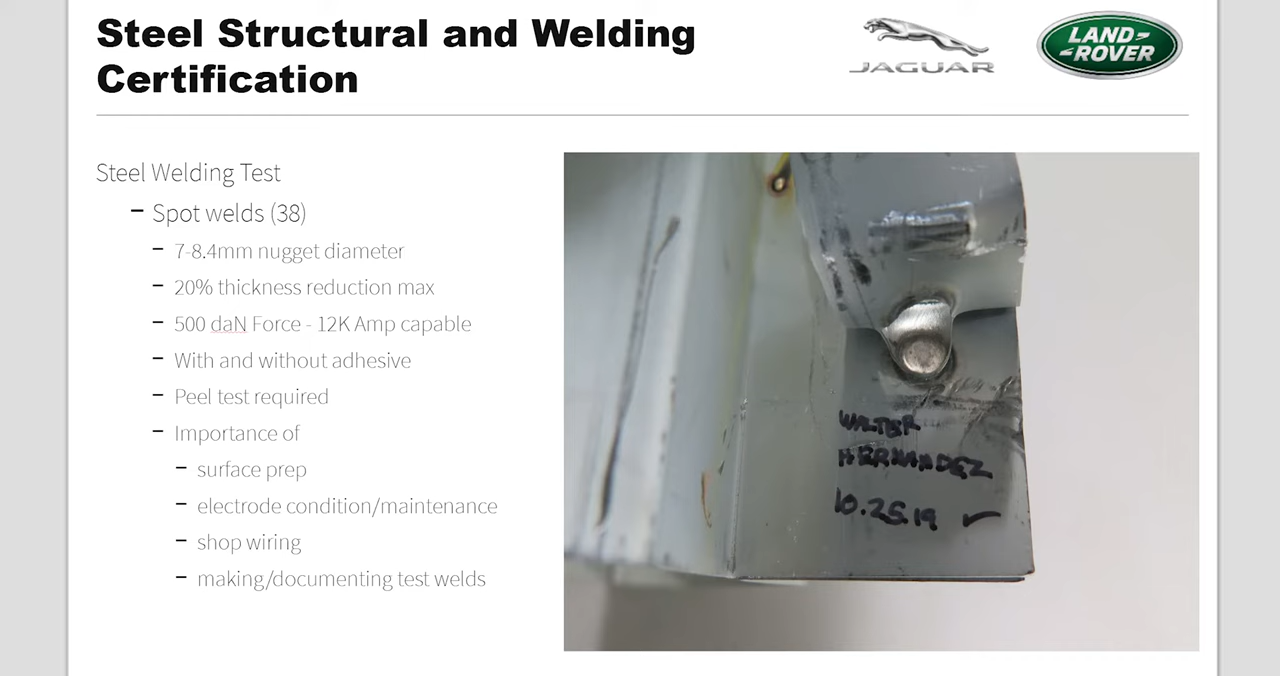 Steel Structural and Welding
Certification
JAGUAR
LAND-
-ROVER
Steel Welding Test
– Spot welds (38)
– 7-8.4mm nugget diameter
– 20% thickness reduction max
– 500 daN Force - 12K Amp capable
– With and without adhesive
– Peel test required
– Importance of
– surface prep
– electrode condition/maintenance
– shop wiring
– making/documenting test welds
WALTER
HERNANDEZ
10.25.19 ✓